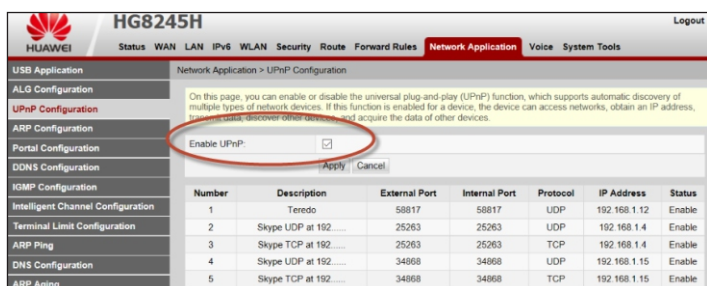 HG8245H
Logout
HUAWEI
Status WAN LAN IPv6 WLAN Security Route Forward Rules Network Application Voice System Tools
USB Application
ALG Configuration
UPnP Configuration
ARP Configuration
Portal Configuration
DDNS Configuration
IGMP Configuration
Intelligent Channel Configuration
Terminal Limit Configuration
ARP Ping
DNS Configuration
ARP Aging
Network Application > UPnP Configuration
On this page, you can enable or disable the universal plug-and-play (UPnP) function, which supports automatic discovery of
multiple types of network devices. If this function is enabled for a device, the device can access networks, obtain an IP address,
transmit data, discover other devices, and acquire the data of other devices.
Enable UPnP:
Apply Cancel
Number Description External Port Internal Port Protocol IP Address Status
1 Teredo 58817 58817 UDP 192.168.1.12 Enable
2 Skype UDP at 192...... 25263 25263 UDP 192.168.1.4 Enable
3 Skype TCP at 192...... 25263 25263 TCP 192.168.1.4 Enable
4 Skype UDP at 192...... 34868 34868 UDP 192.168.1.15 Enable
5 Skype TCP at 192...... 34868 34868 TCP 192.168.1.15 Enable